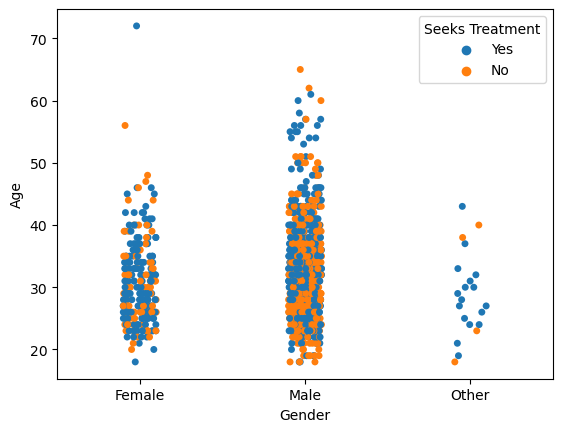 Seeks Treatment
Yes
No
70
60
50
40
30
20
Age
Female
Male
Other
Gender